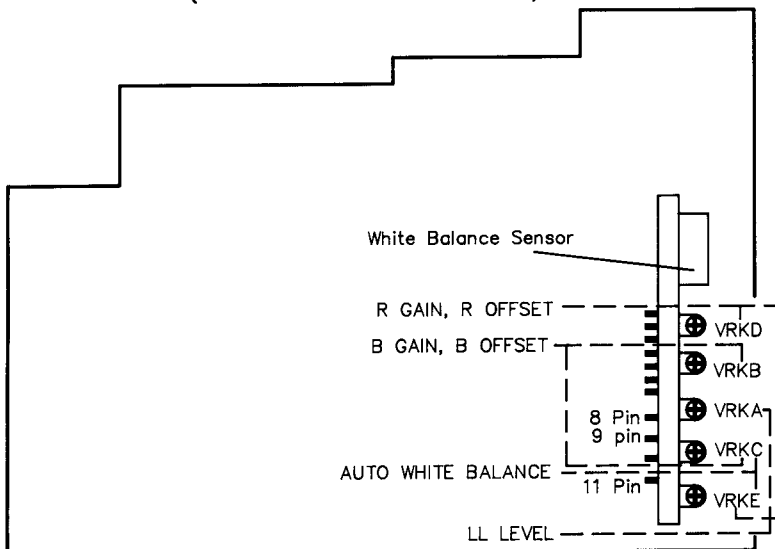 White Balance Sensor
R GAIN, R OFFSET
VRKD
B GAIN, B OFFSET
VRKB
VRKA
8 Pin
9 pin
VRKC
AUTO WHITE BALANCE
11 Pin
VRKE
LL LEVEL